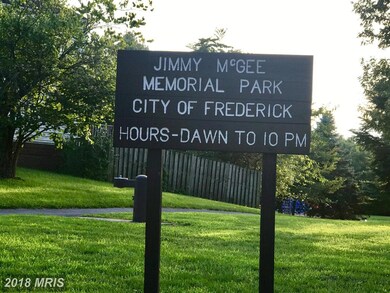 JIMMY McGEE
MEMORIAL PARK
CITY OF FREDERICK
HOURS-DAWN TO 10 PM
© 2018 MRIS